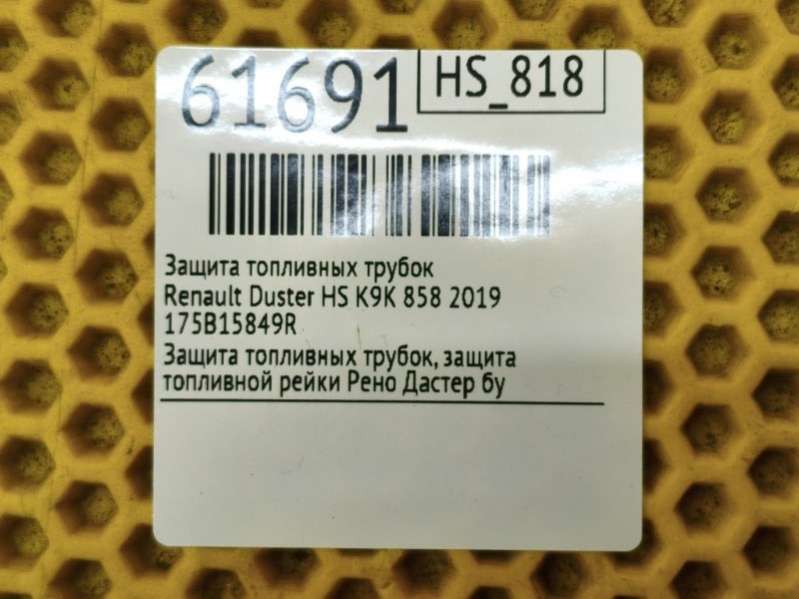 61691
HS_818
Защита топливных трубок
Renault Duster HS K9K 858 2019
175B15849R
Защита топливных трубок, защита
топливной рейки Рено Дастер бу